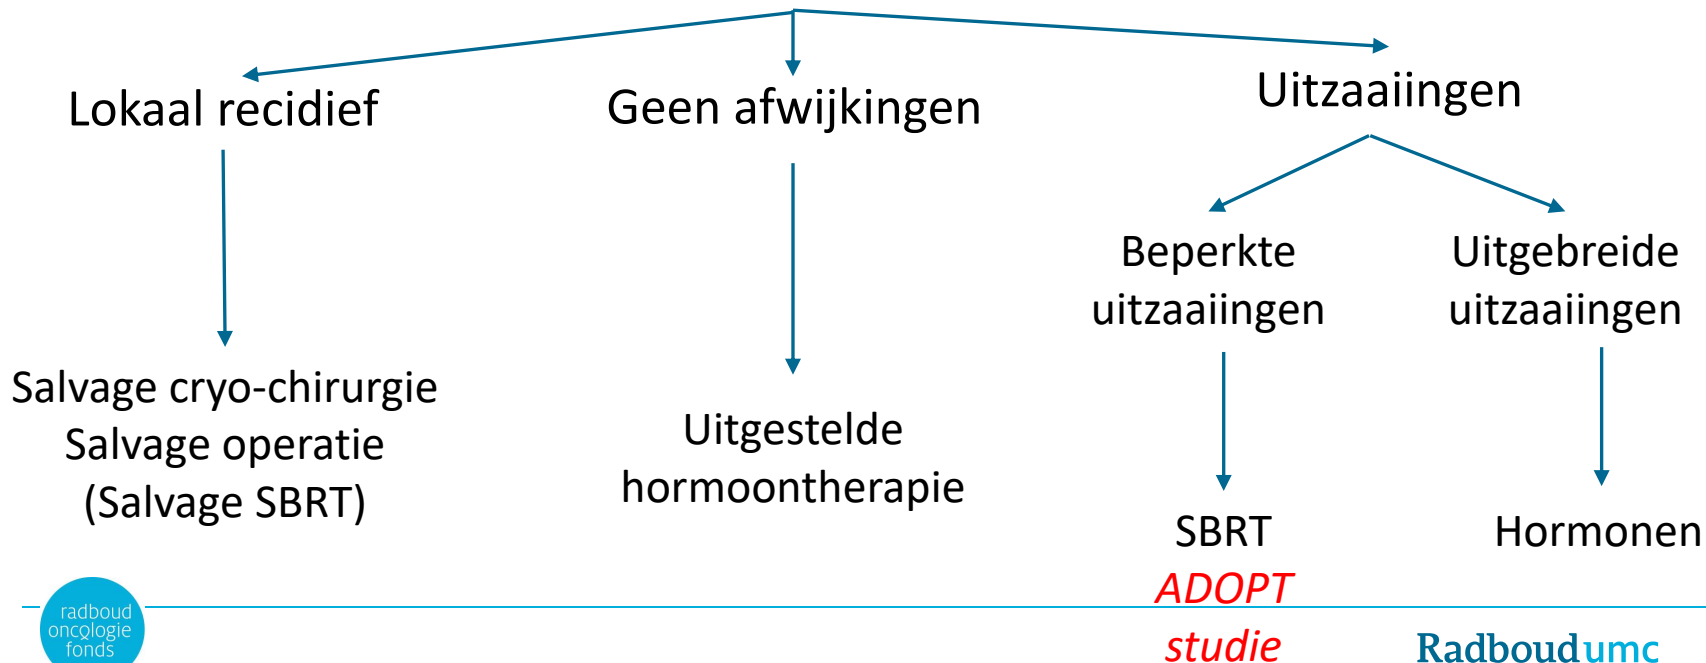 Lokaal recidief
Geen afwijkingen
Uitzaaiingen
Beperkte
uitzaaiingen
Uitgebreide
uitzaaiingen
Salvage cryo-chirurgie
Salvage operatie
(Salvage SBRT)
Uitgestelde
hormoontherapie
SBRT
ADOPT
studie
Hormonen
radboud
oncologie
fonds
Radboudumc